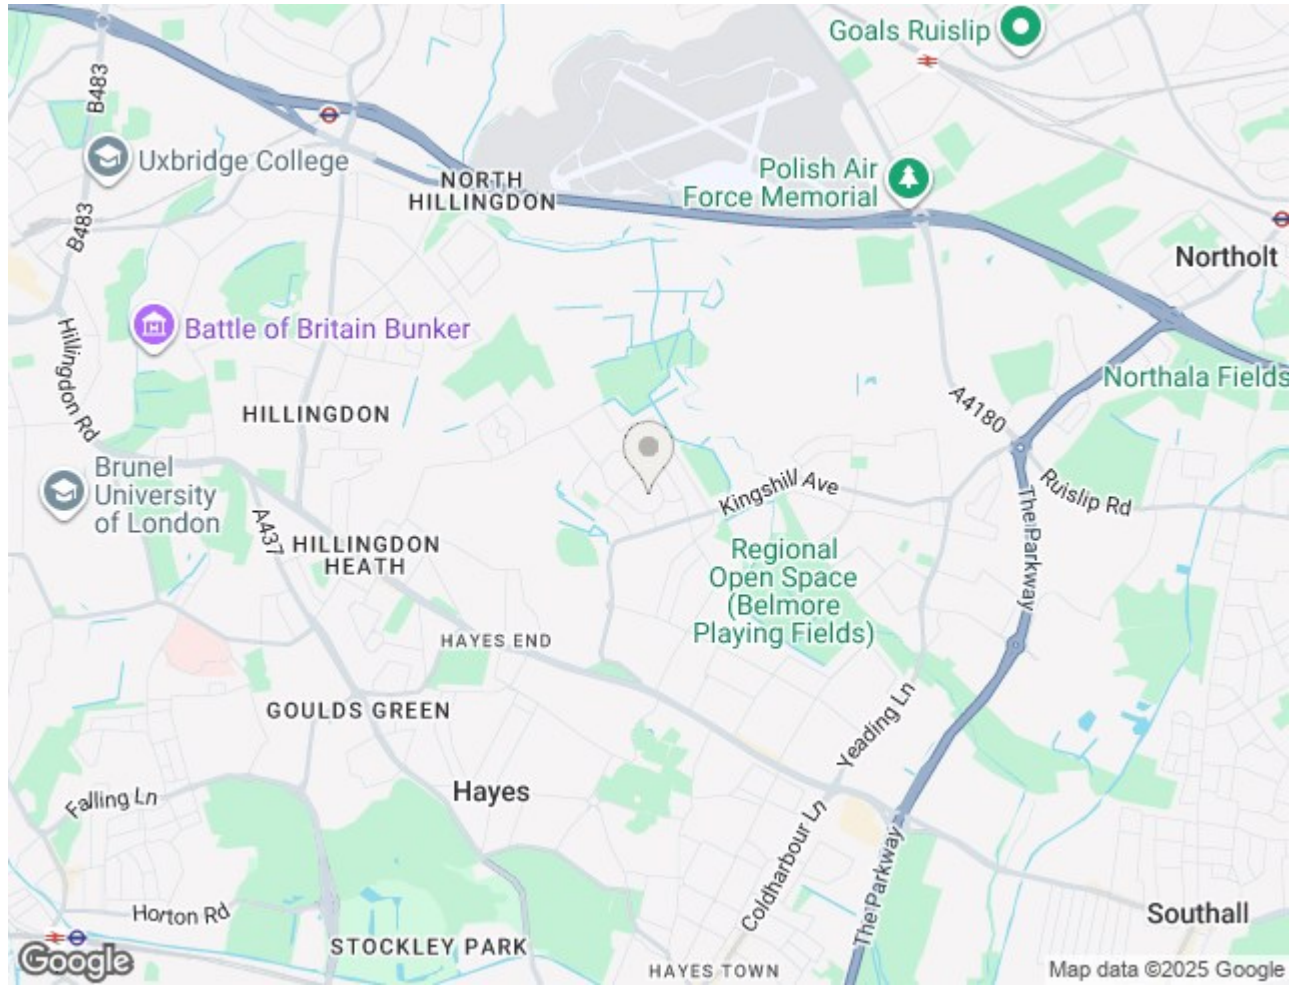 Goals Ruislip
B483
Uxbridge College
NORTH
HILLINGDON
Polish Air
Force Memorial
B483
Northolt
Hillingdon Rd
Battle of Britain Bunker
Northala Fields
HILLINGDON
A4180
Brunel
University
of London
Kingshill Ave
Ruislip Rd
A437
The Parkway
HILLINGDON
HEATH
Regional
Open Space
(Belmore
Playing Fields)
HAYES END
GOULDS GREEN
Yeading Ln
Hayes
Falling Ln
Coldharbour Ln
The Parkway
Horton Rd
Southall
STOCKLEY PARK
Google
HAYES TOWN
Map data ©2025 Google